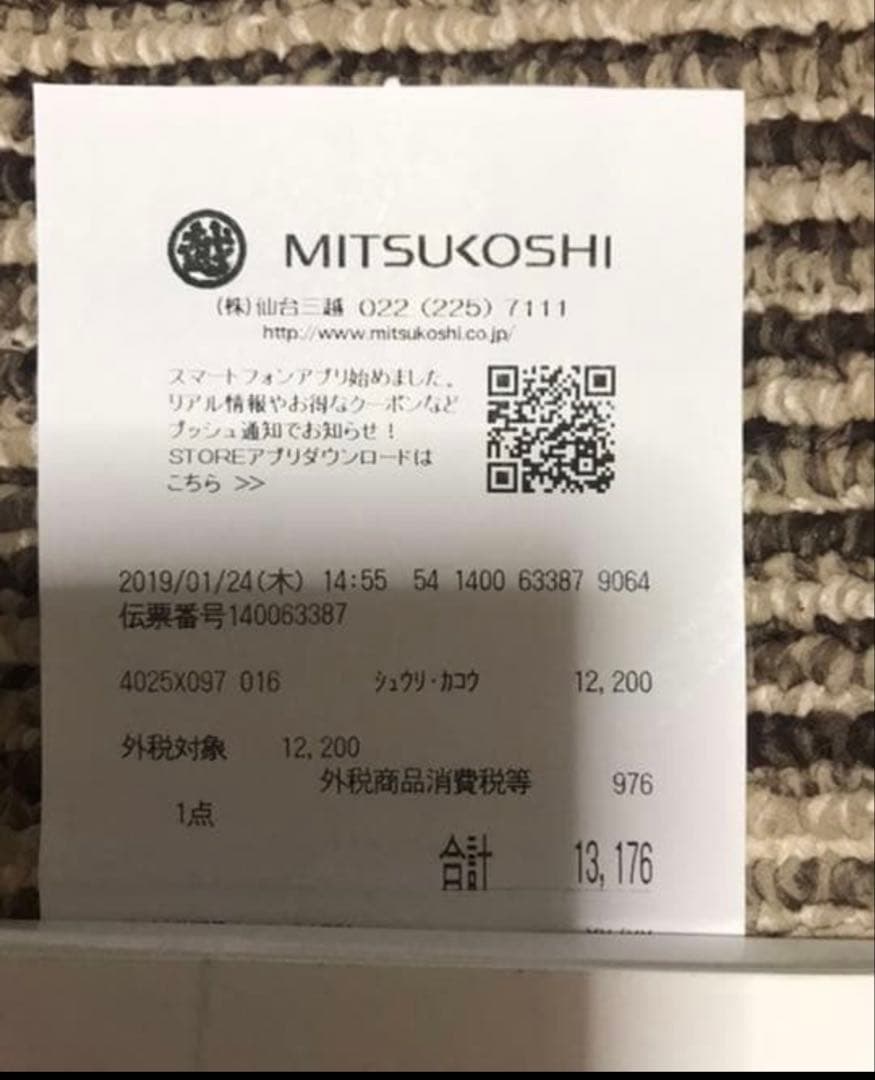 越 MITSUKOSHI
(株)仙台三越 022 (225) 7111
http://www.mitsukoshi.co.jp/
スマートフォンアプリ始めました。
リアル情報やお得なクーポンなど
プッシュ通知でお知らせ!
STOREアプリダウンロードは
こちら >>
2019/01/24(木) 14:55 54 1400 63387 9064
伝票番号140063387
4025X097 016 シュウリ・カコウ 12,200
外税対象 12,200
外税商品消費税等 976
1点
合計 13,176